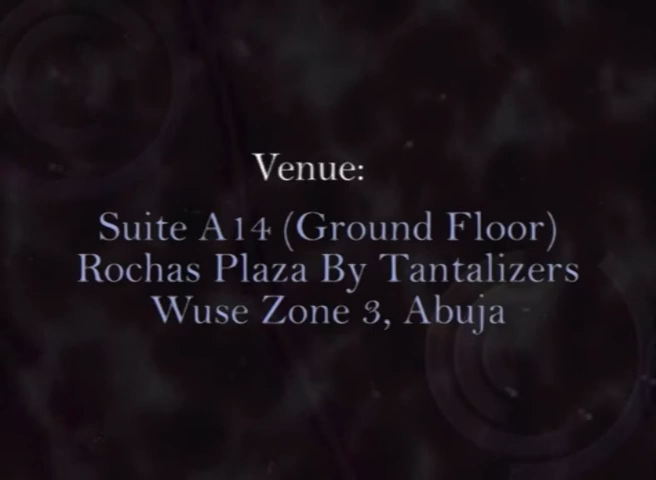 Venue:
Suite A14 (Ground Floor)
Rochas Plaza By Tantalizers
Wuse Zone 3, Abuja